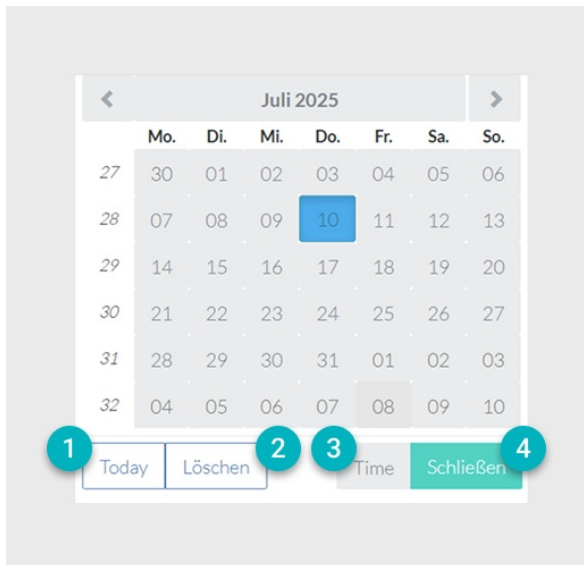 Juli 2025
Mo. Di. Mi. Do. Fr. Sa. So.
27 30 01 02 03 04 05 06
28 07 08 09 10 11 12 13
29 14 15 16 17 18 19 20
30 21 22 23 24 25 26 27
31 28 29 30 31 01 02 03
32 04 05 06 07 08 09 10
1 2 3 4
Today Löschen Time Schließen